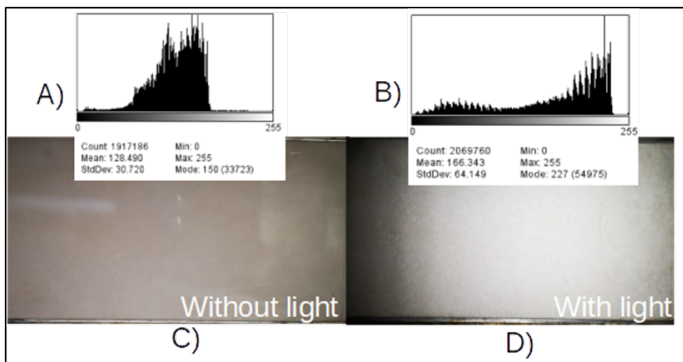 A)
0
255
Count: 1917186 Min: 0
Mean: 128.490 Max: 255
StdDev: 30.720 Mode: 150 (33723)
B)
0
255
Count: 2069760 Min: 0
Mean: 166.343 Max: 255
StdDev: 64.149 Mode: 227 (54975)
Without light
With light
C)
D)